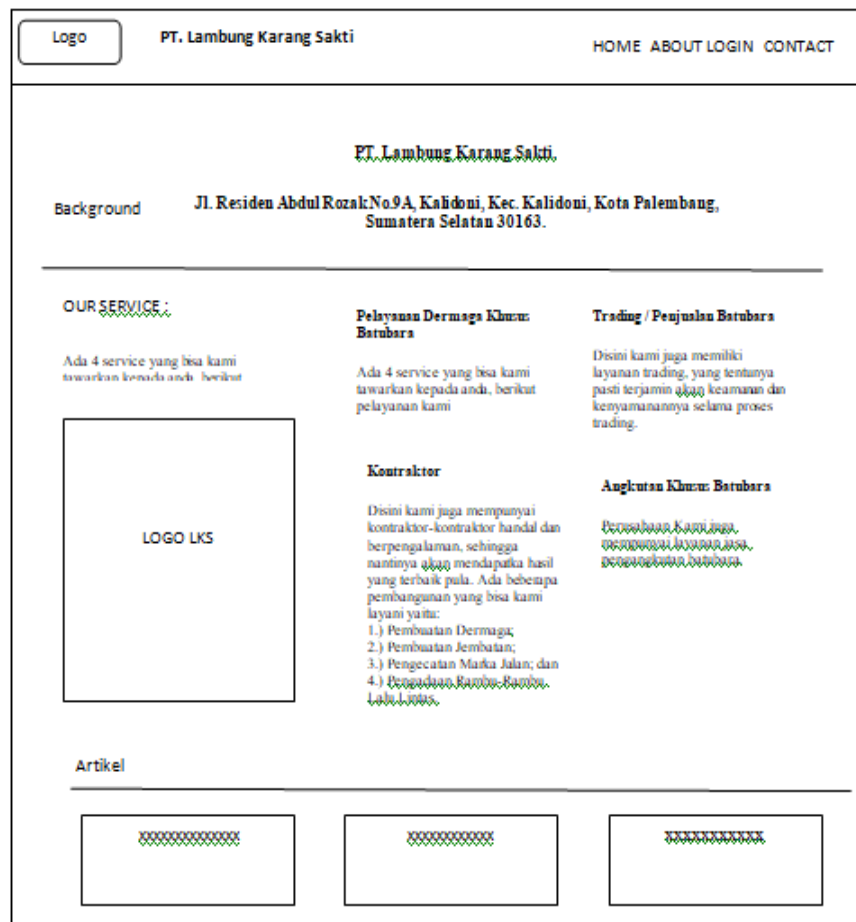 Logo
PT. Lambung Karang Sakti
HOME ABOUT LOGIN CONTACT
PT. Lambung Karang Sakti.
Background
Jl. Residen Abdul Rozak No.9A, Kalidoni, Kec. Kalidoni, Kota Palembang,
Sumatera Selatan 30163.
OUR SERVICE :
Ada 4 service yang bisa kami
tawarkan kepada anda, berikut
LOGO LKS
Pelayanan Dermaga Khusus
Batubara
Ada 4 service yang bisa kami
tawarkan kepada anda, berikut
pelayanan kami
Trading / Penjualan Batubara
Disini kami juga memiliki
layanan trading, yang tentunya
pasti terjamin akan keamanan dan
kenyamanannya selama proses
trading.
Kontraktor
Disini kami juga mempunyai
kontraktor-kontraktor handal dan
berpengalaman, sehingga
nantinya akan mendapatka hasil
yang terbaik pula. Ada beberapa
pembangunan yang bisa kami
layani yaitu:
1.) Pembuatan Dermaga;
2.) Pembuatan Jembatan;
3.) Pengecatan Marka Jalan; dan
4.) Pengadaan Rambu-Rambu
Lalu Lintas.
Angkutan Khusus Batubara
Perusahaan Kami juga
mempunyai layanan jasa
pengangkutan batubara.
Artikel
XXXXXXXXXXXXXX
XXXXXXXXXXXX
XXXXXXXXXXX